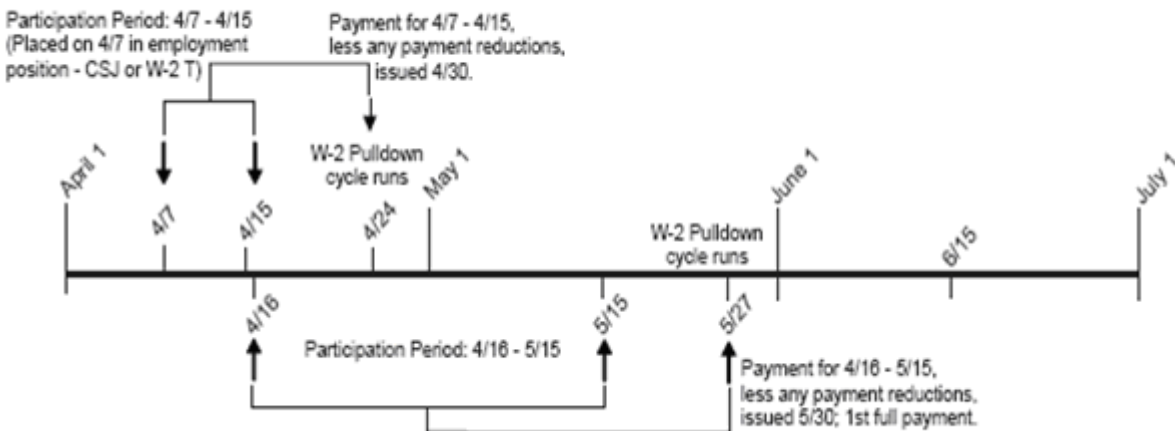 Participation Period: 4/7 - 4/15
(Placed on 4/7 in employment
position - CSJ or W-2 T)
Payment for 4/7 - 4/15,
less any payment reductions,
issued 4/30.
W-2 Pulldown
cycle runs
April 1
4/7
4/15
4/24
May 1
W-2 Pulldown
cycle runs
June 1
6/15
July 1
4/16
5/15
5/27
Participation Period: 4/16 - 5/15
Payment for 4/16 - 5/15,
less any payment reductions,
issued 5/30; 1st full payment.